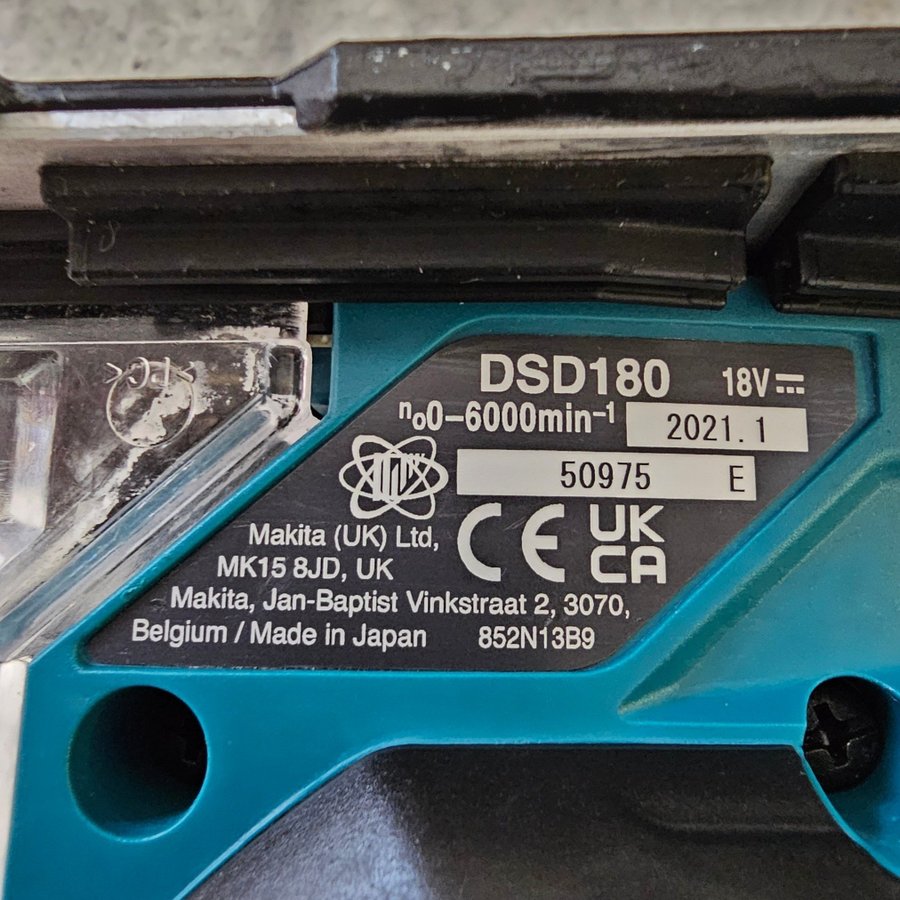 DSD180 18V⎓
n₀0-6000min⁻¹ 2021. 1
50975 E
Makita (UK) Ltd,
MK15 8JD, UK
CE UK CA
Makita, Jan-Baptist Vinkstraat 2, 3070,
Belgium / Made in Japan 852N13B9
>PC<